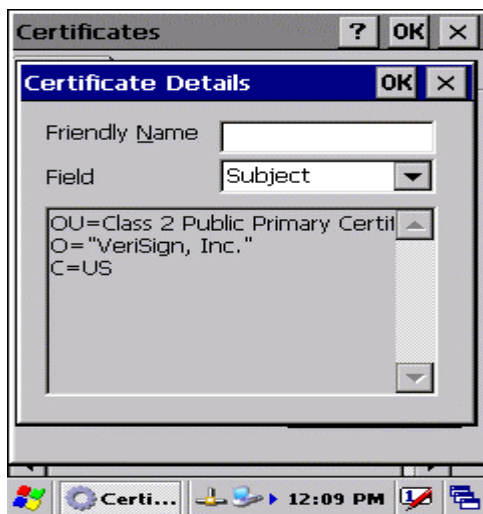 Certificates ? OK ×
Certificate Details OK ×
Friendly Name
Field Subject
OU=Class 2 Public Primary Certif
O="VeriSign, Inc."
C=US
Certi... 12:09 PM